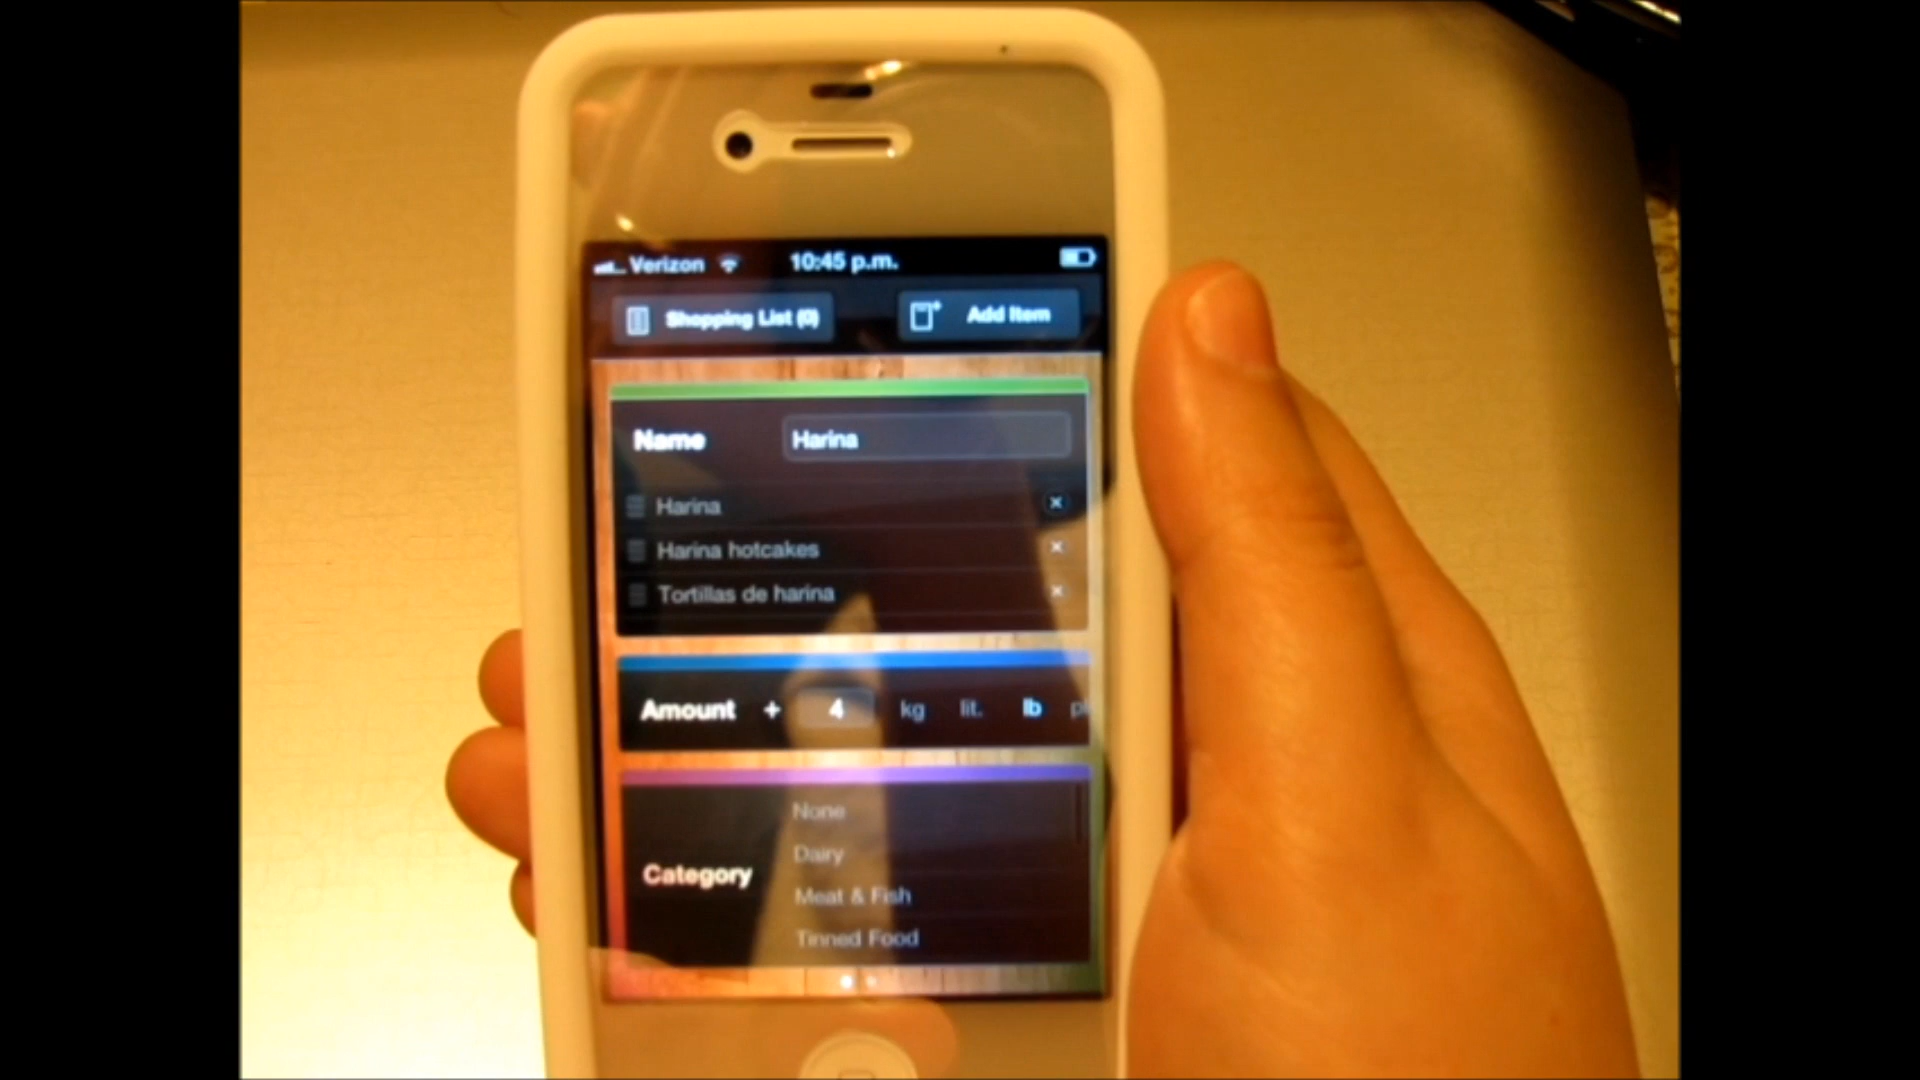 Verizon 10:45 p.m.
Shopping List (0) Add Item
Name Harina
Harina
Harina hotcakes
Tortillas de harina
Amount + 4 kg lit. lb
None
Dairy
Category
Meat & Fish
Tinned Food